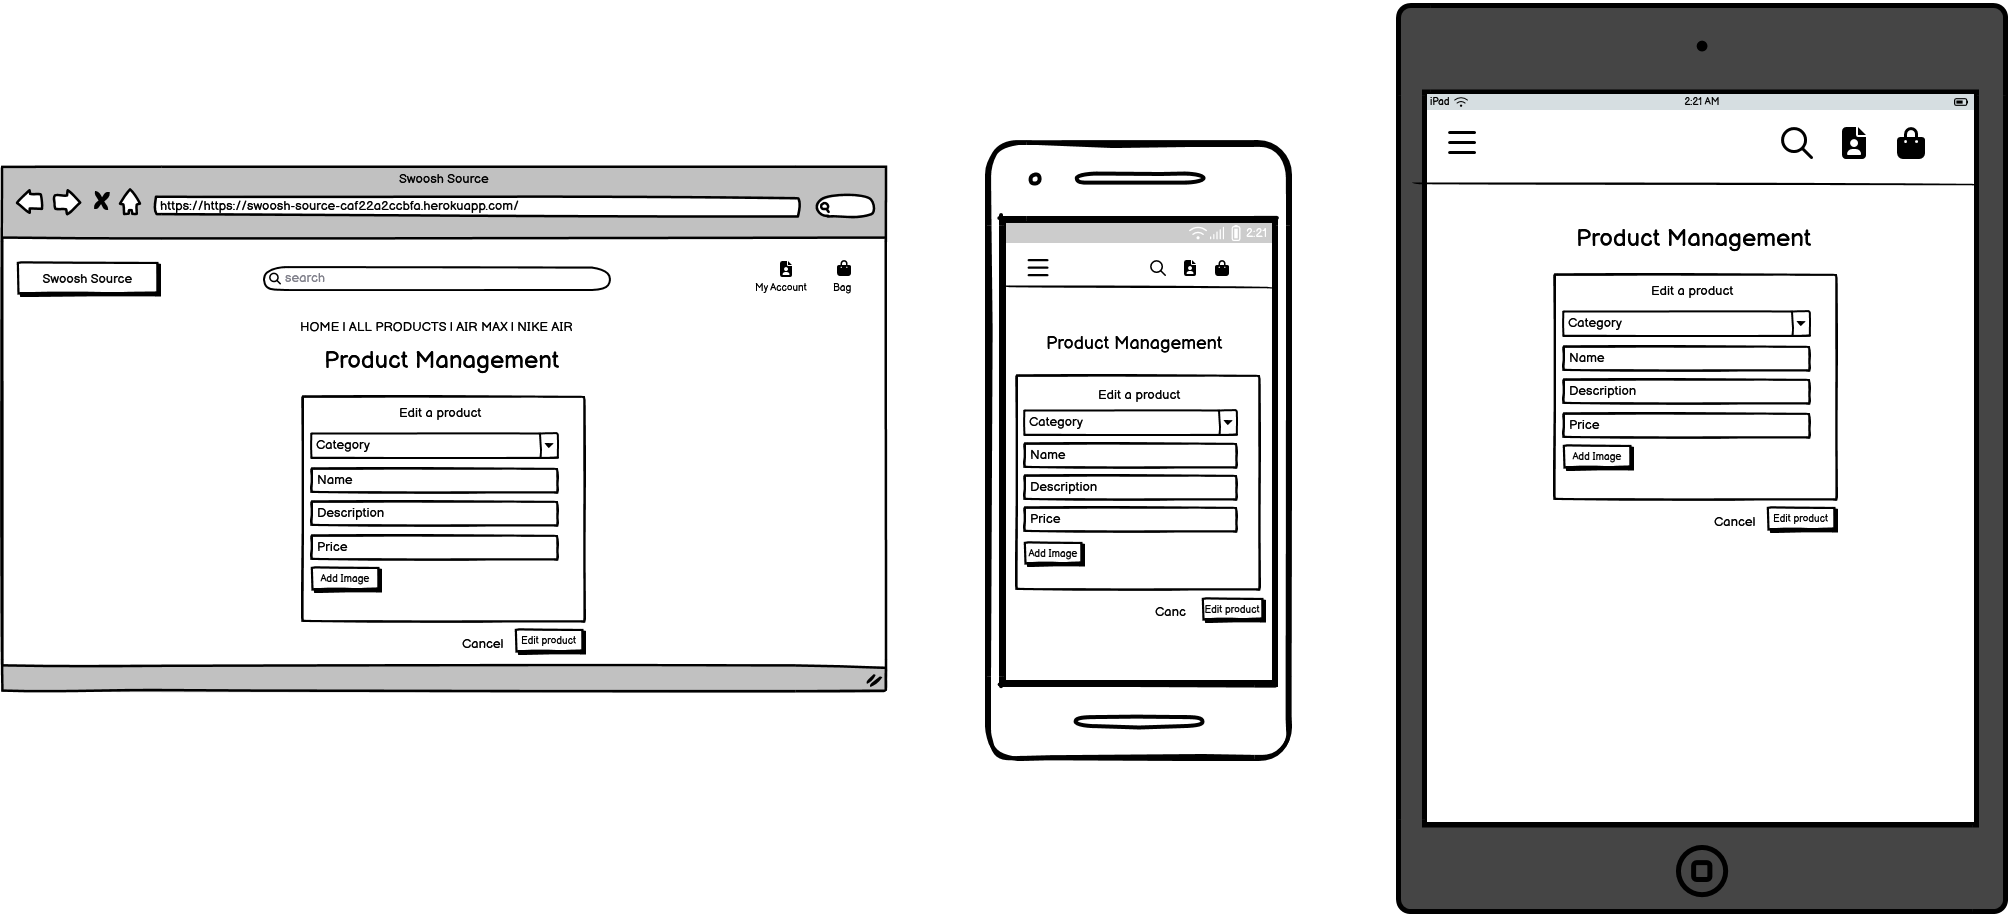 Swoosh Source
https://https://swoosh-source-caf22a2ccbfa.herokuapp.com/
Swoosh Source
search
My Account
Bag
HOME | ALL PRODUCTS | AIR MAX | NIKE AIR
Product Management
Edit a product
Category
Name
Description
Price
Add Image
Cancel
Edit product
2:21
Product Management
Edit a product
Category
Name
Description
Price
Add Image
Canc
Edit product
iPad
2:21 AM
Product Management
Edit a product
Category
Name
Description
Price
Add Image
Cancel
Edit product